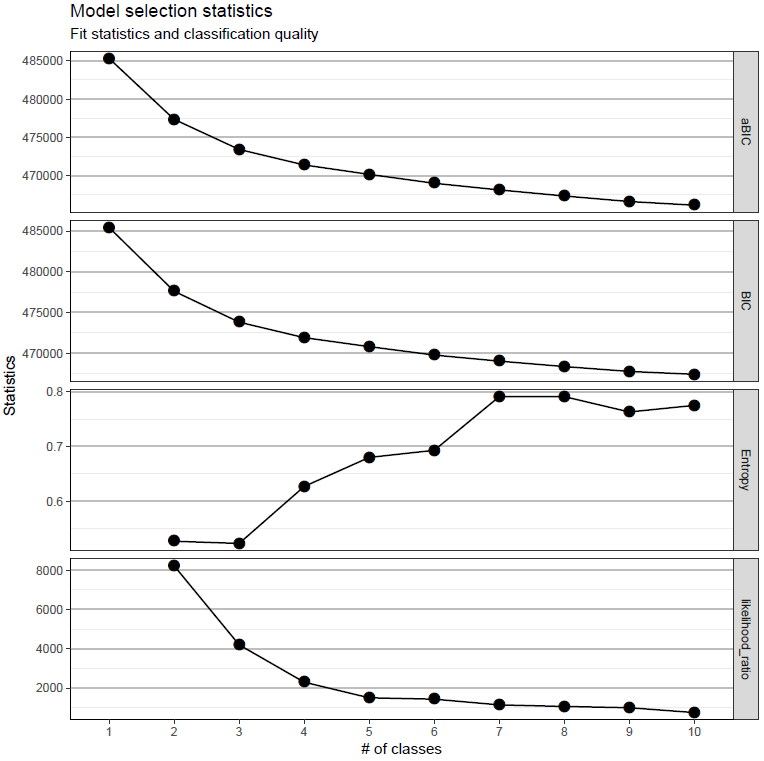 Model selection statistics
Fit statistics and classification quality
Statistics
485000
480000
475000
470000
aBIC
485000
480000
475000
470000
BIC
0.8
0.7
0.6
Entropy
8000
6000
4000
2000
likelihood_ratio
1 2 3 4 5 6 7 8 9 10
# of classes